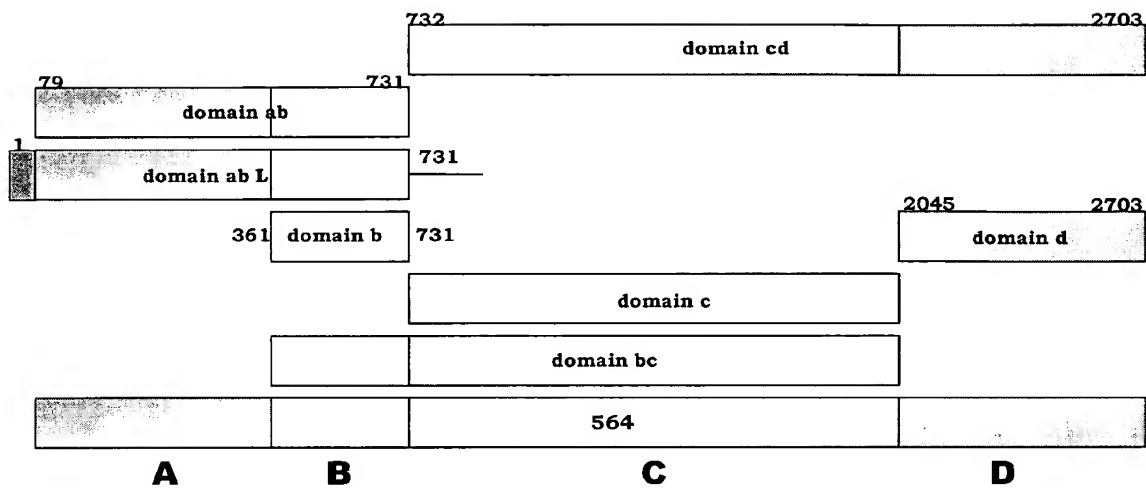 732 2703
domain cd
79 731
domain ab
1
domain ab L 731
361 domain b 731
2045 2703
domain d
domain c
domain bc
564
A B C D